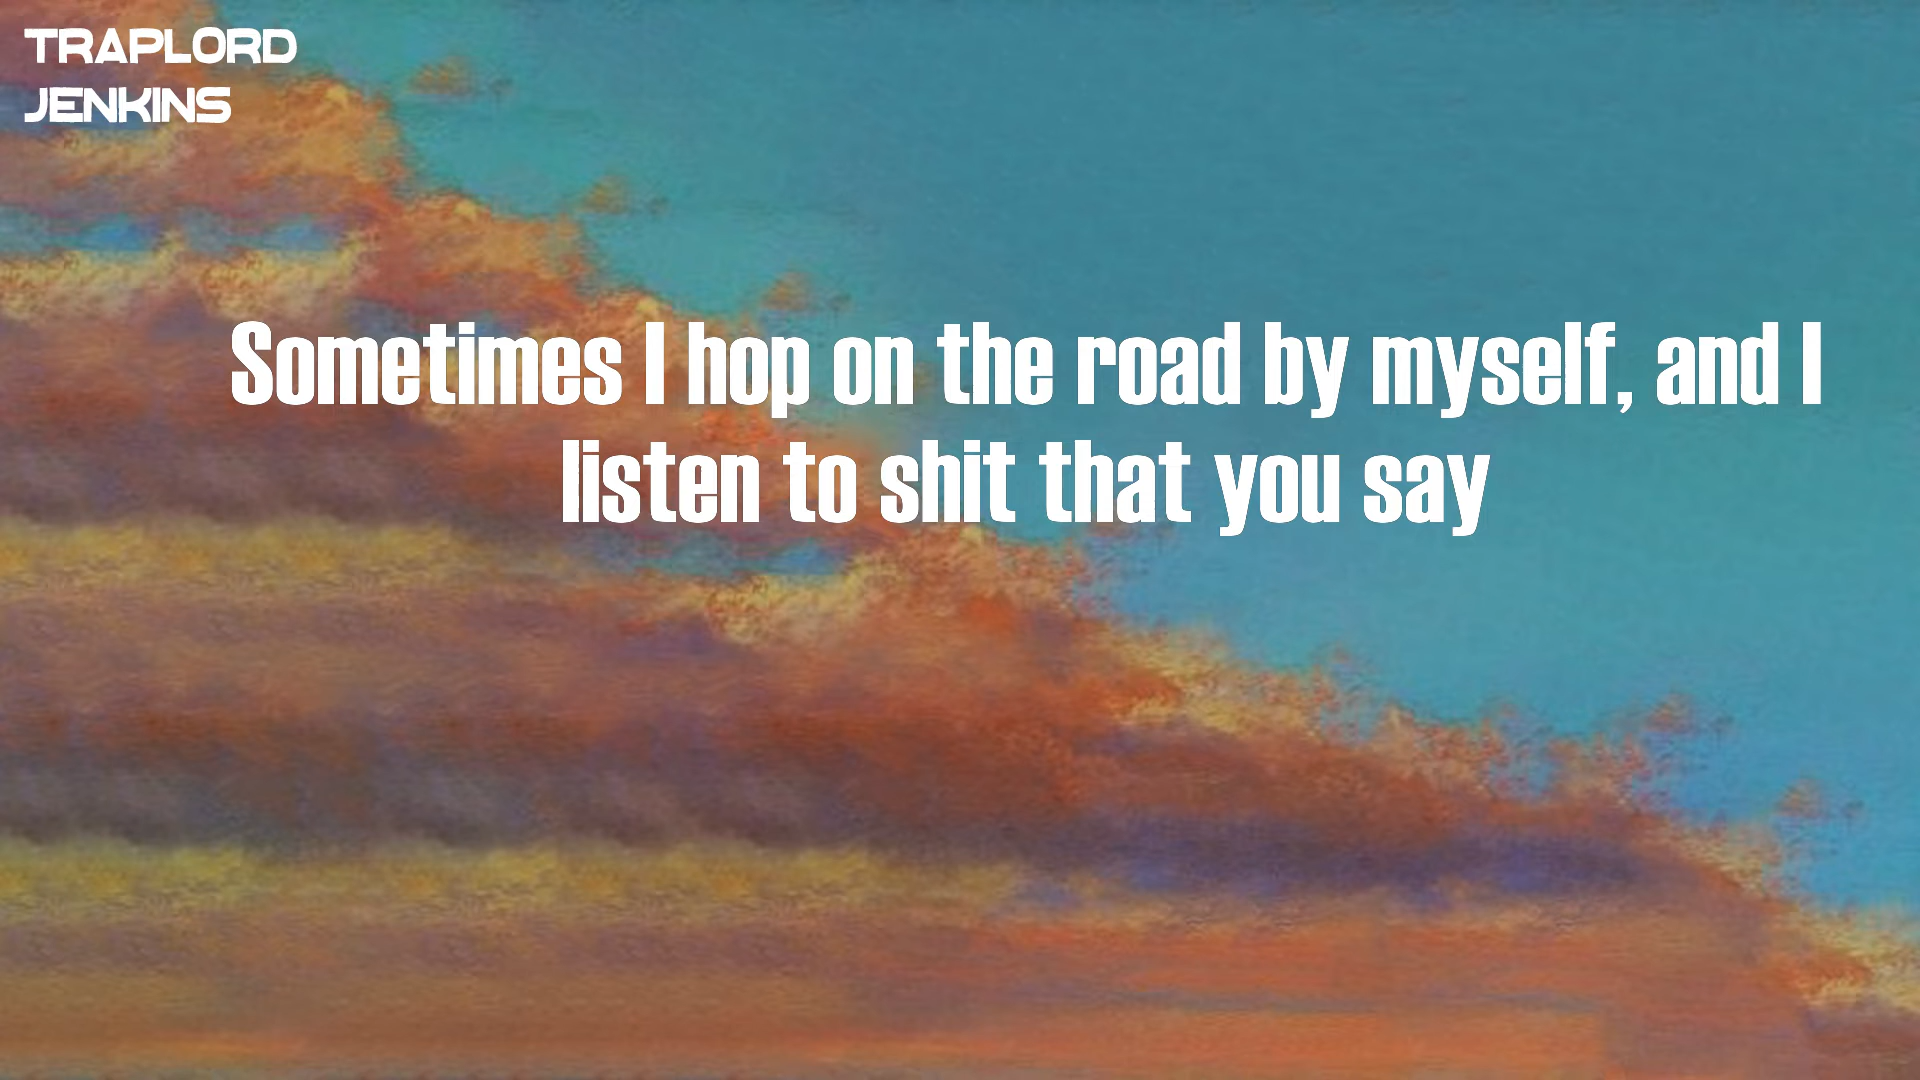 TRAPLORD
JENKINS
Sometimes I hop on the road by myself, and I
listen to shit that you say